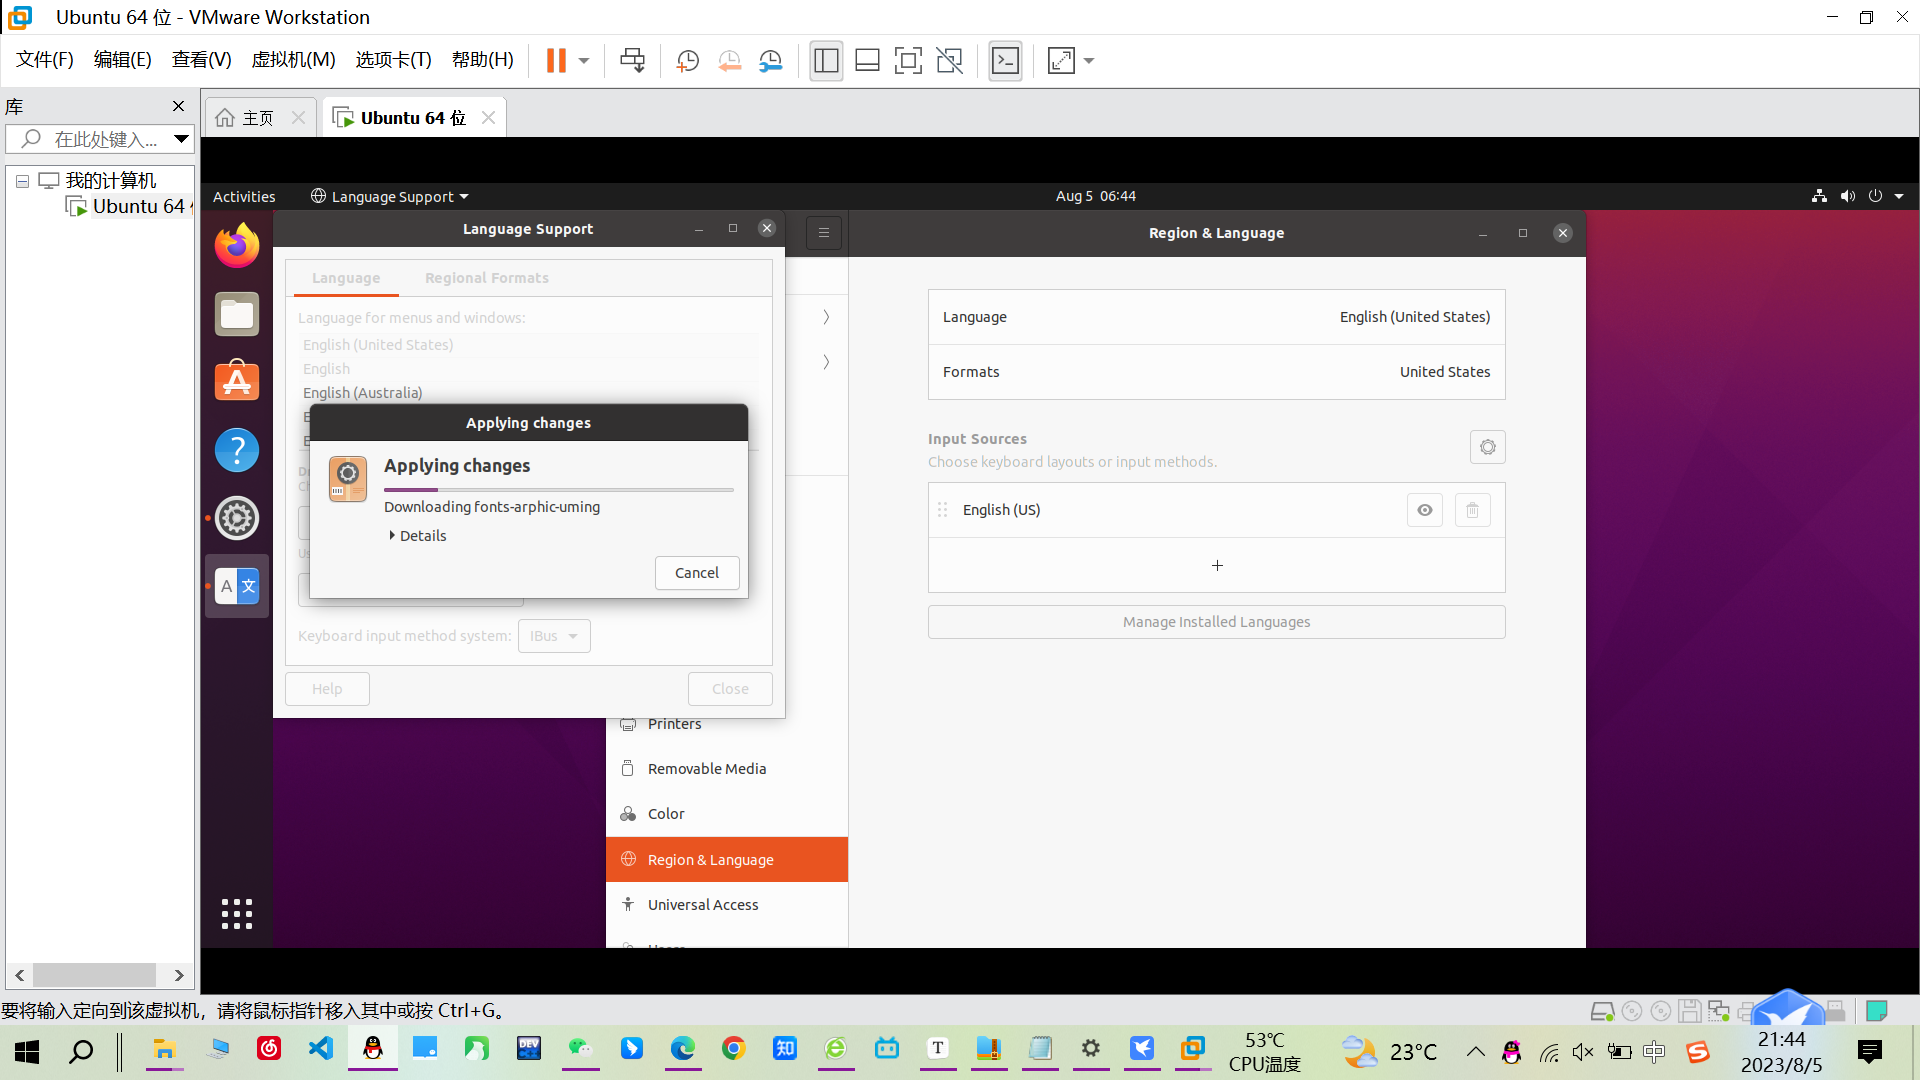 Ubuntu 64 位 - VMware Workstation
文件(F) 编辑(E) 查看(V) 虚拟机(M) 选项卡(T) 帮助(H)
库
在此处键入...
我的计算机
Ubuntu 64
主页
Ubuntu 64 位
Activities
Language Support
Aug 5 06:44
Language Support
Language
Regional Formats
Language for menus and windows:
English (United States)
English
English (Australia)
Applying changes
Applying changes
Downloading fonts-arphic-uming
Details
Cancel
Keyboard input method system:
IBus
Help
Close
Printers
Removable Media
Color
Region & Language
Universal Access
Region & Language
Language
English (United States)
Formats
United States
Input Sources
Choose keyboard layouts or input methods.
English (US)
Manage Installed Languages
要将输入定向到该虚拟机，请将鼠标指针移入其中或按 Ctrl+G。
53℃
CPU温度
23°C
中
21:44
2023/8/5